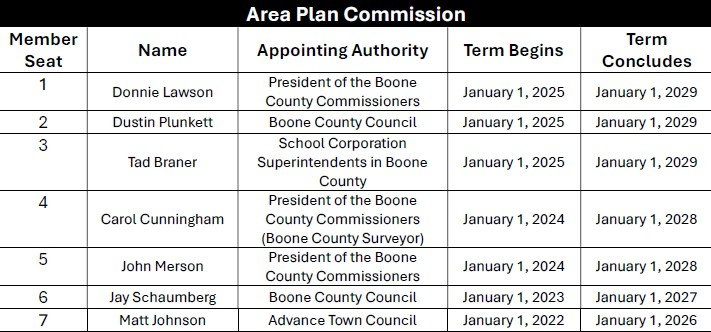 Area Plan Commission
Member Seat | Name | Appointing Authority | Term Begins | Term Concludes
1 | Donnie Lawson | President of the Boone County Commissioners | January 1, 2025 | January 1, 2029
2 | Dustin Plunkett | Boone County Council | January 1, 2025 | January 1, 2029
3 | Tad Braner | School Corporation Superintendents in Boone County | January 1, 2025 | January 1, 2029
4 | Carol Cunningham | President of the Boone County Commissioners (Boone County Surveyor) | January 1, 2024 | January 1, 2028
5 | John Merson | President of the Boone County Commissioners | January 1, 2024 | January 1, 2028
6 | Jay Schaumberg | Boone County Council | January 1, 2023 | January 1, 2027
7 | Matt Johnson | Advance Town Council | January 1, 2022 | January 1, 2026